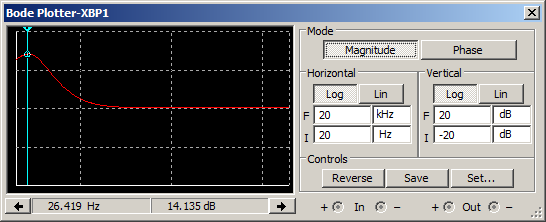 Bode Plotter-XBP1
Mode
Magnitude Phase
Horizontal Vertical
Log Lin Log Lin
F 20 kHz F 20 dB
I 20 Hz I -20 dB
Controls
Reverse Save Set...
26.419 Hz 14.135 dB + In − + Out −